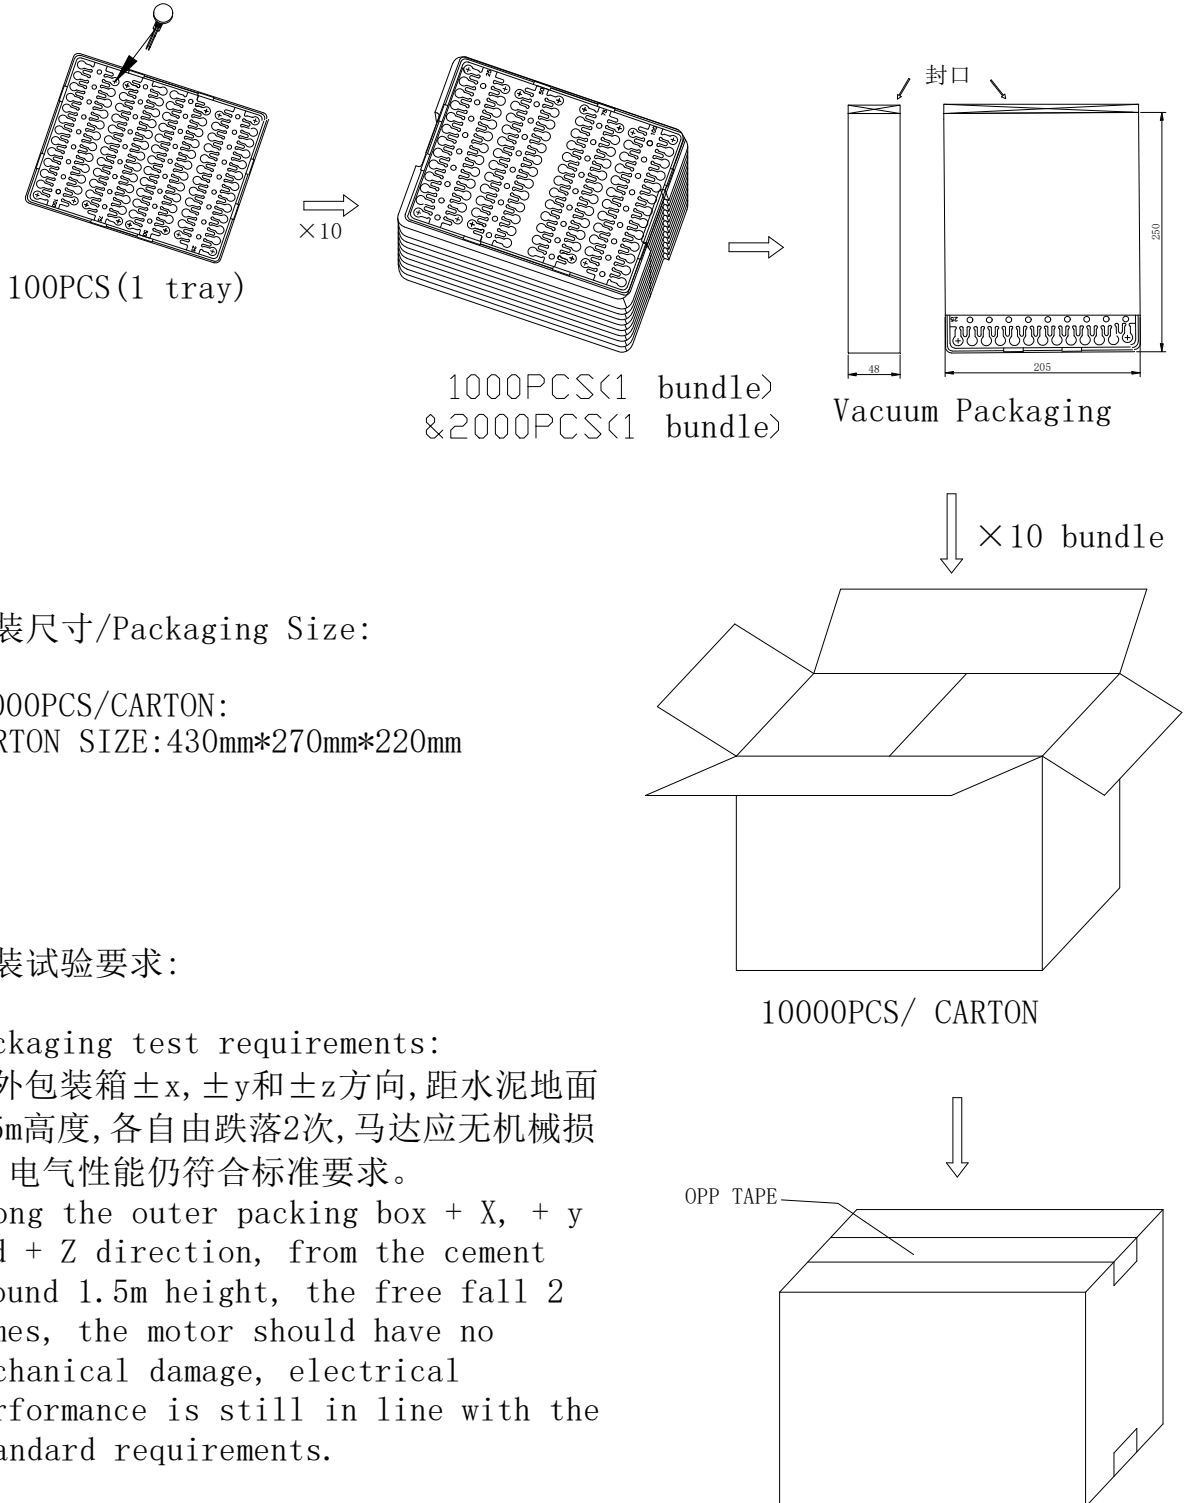 封口
×10
100PCS(1 tray)
250
25
48
205
1000PCS(1 bundle)
&2000PCS(1 bundle)
Vacuum Packaging
×10 bundle
装尺寸/Packaging Size:
000PCS/CARTON:
RTON SIZE:430mm*270mm*220mm
10000PCS/ CARTON
装试验要求:
ckaging test requirements:
外包装箱±x,±y和±z方向,距水泥地面
5m高度,各自由跌落2次,马达应无机械损
电气性能仍符合标准要求。
ong the outer packing box + X, + y
d + Z direction, from the cement
ound 1.5m height, the free fall 2
mes, the motor should have no
chanical damage, electrical
rformance is still in line with the
andard requirements.
OPP TAPE